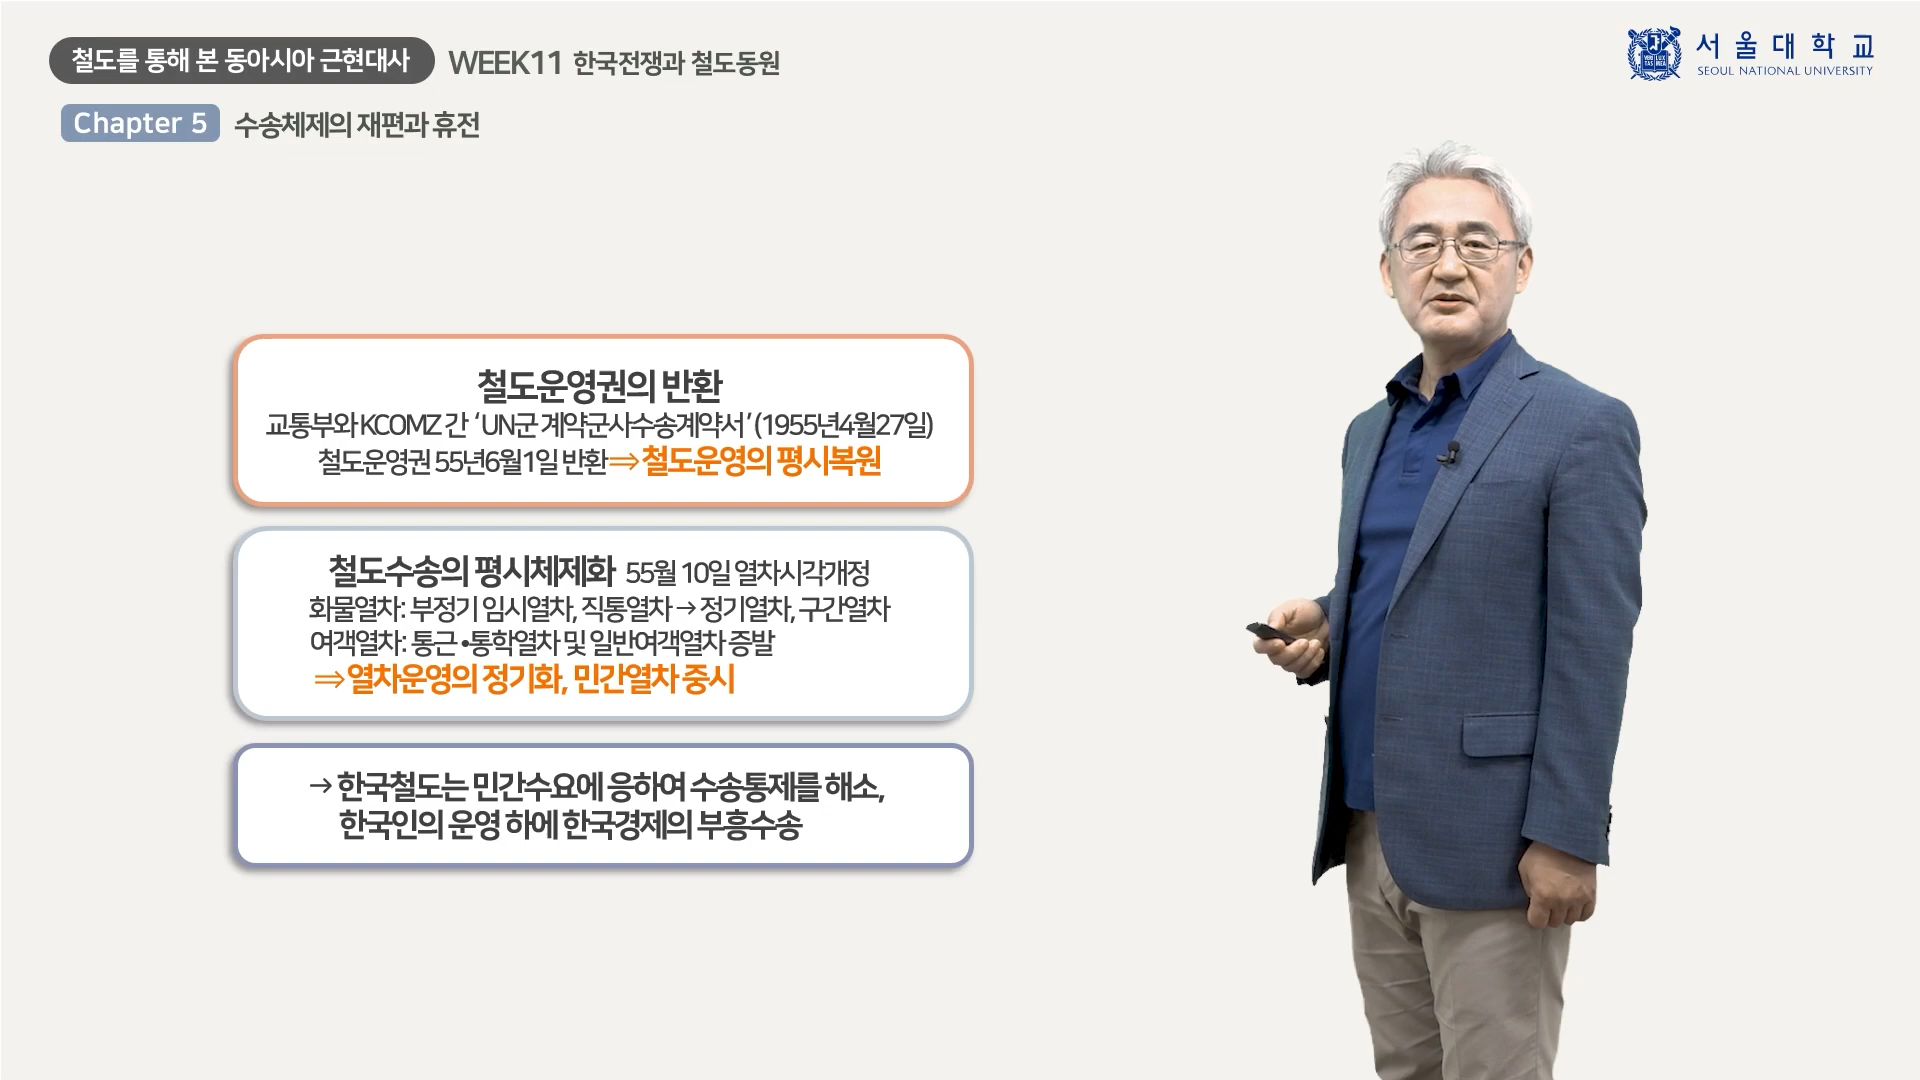 철도를 통해 본 동아시아 근현대사 WEEK11 한국전쟁과 철도동원
서울대학교
SEOUL NATIONAL UNIVERSITY
Chapter 5 수송체제의 재편과 휴전
철도운영권의 반환
교통부와 KCOMZ 간 ‘UN군 계약군사수송계약서’(1955년4월27일)
철도운영권 55년6월1일 반환⇒철도운영의 평시복원
철도수송의 평시체제화 55월 10일 열차시각개정
화물열차: 부정기 임시열차, 직통열차 → 정기열차, 구간열차
여객열차: 통근•통학열차 및 일반여객열차 증발
⇒열차운영의 정기화, 민간열차 중시
→ 한국철도는 민간수요에 응하여 수송통제를 해소,
한국인의 운영 하에 한국경제의 부흥수송